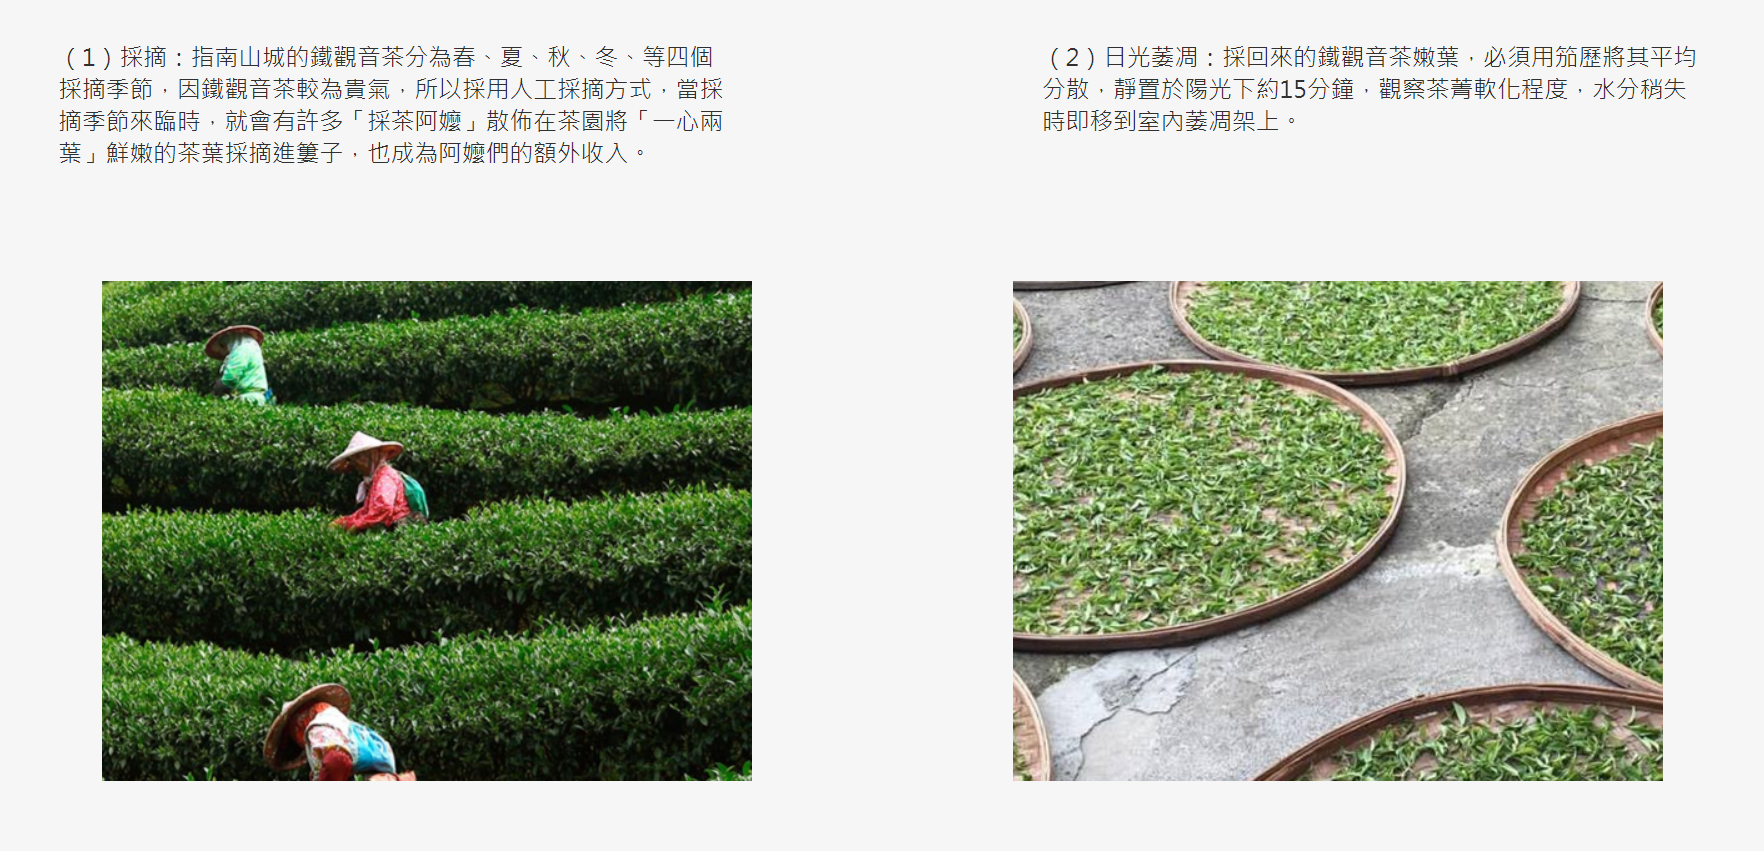 （1）採摘：指南山城的鐵觀音茶分為春、夏、秋、冬、等四個
採摘季節，因鐵觀音茶較為貴氣，所以採用人工採摘方式，當採
摘季節來臨時，就會有許多「採茶阿嬤」散佈在茶園將「一心兩
葉」鮮嫩的茶葉採摘進簍子，也成為阿嬤們的額外收入。
（2）日光萎凋：採回來的鐵觀音茶嫩葉，必須用笳歷將其平均
分散，靜置於陽光下約15分鐘，觀察茶菁軟化程度，水分稍失
時即移到室內萎凋架上。